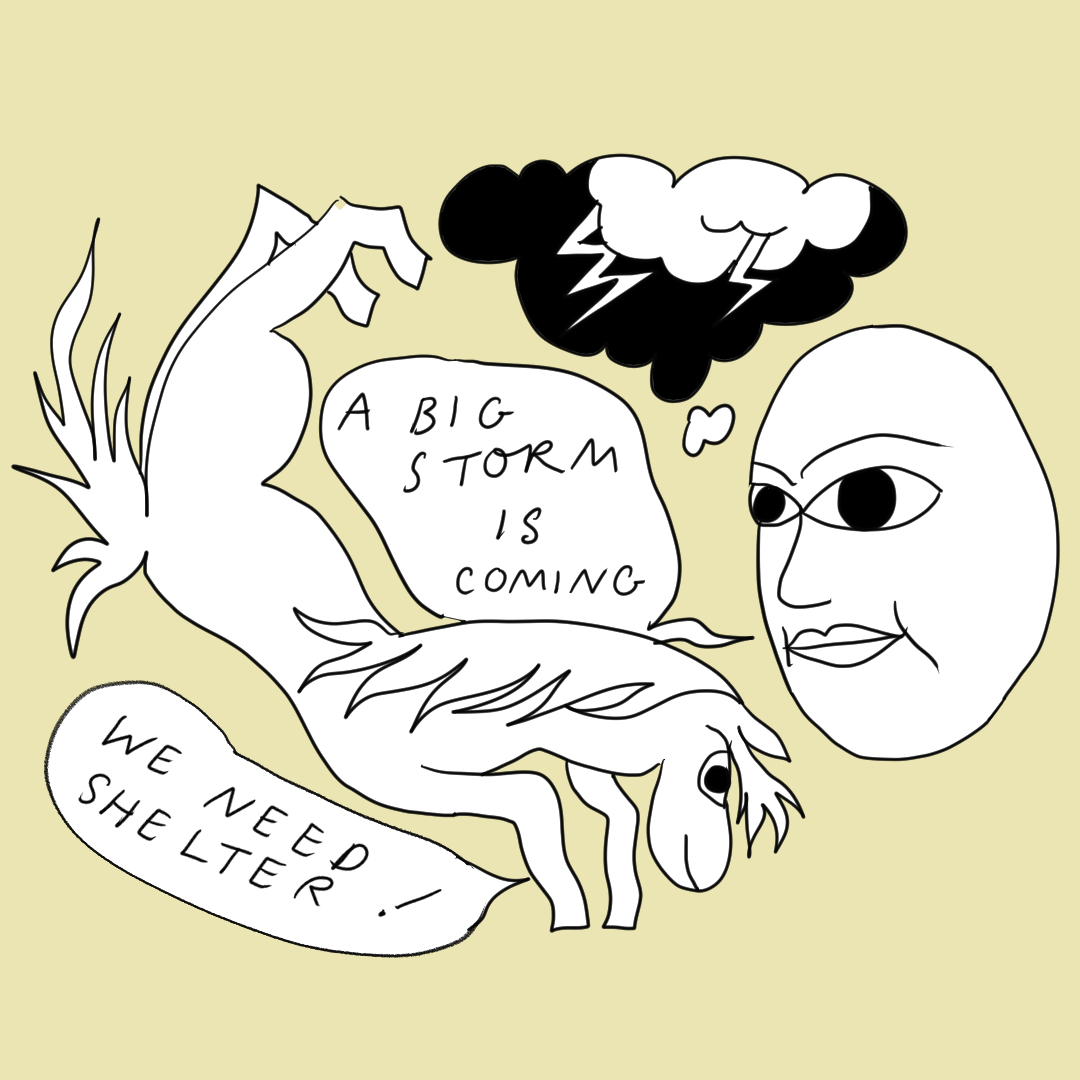 A BIG
STORM
IS
COMING
WE NEED
SHELTER !